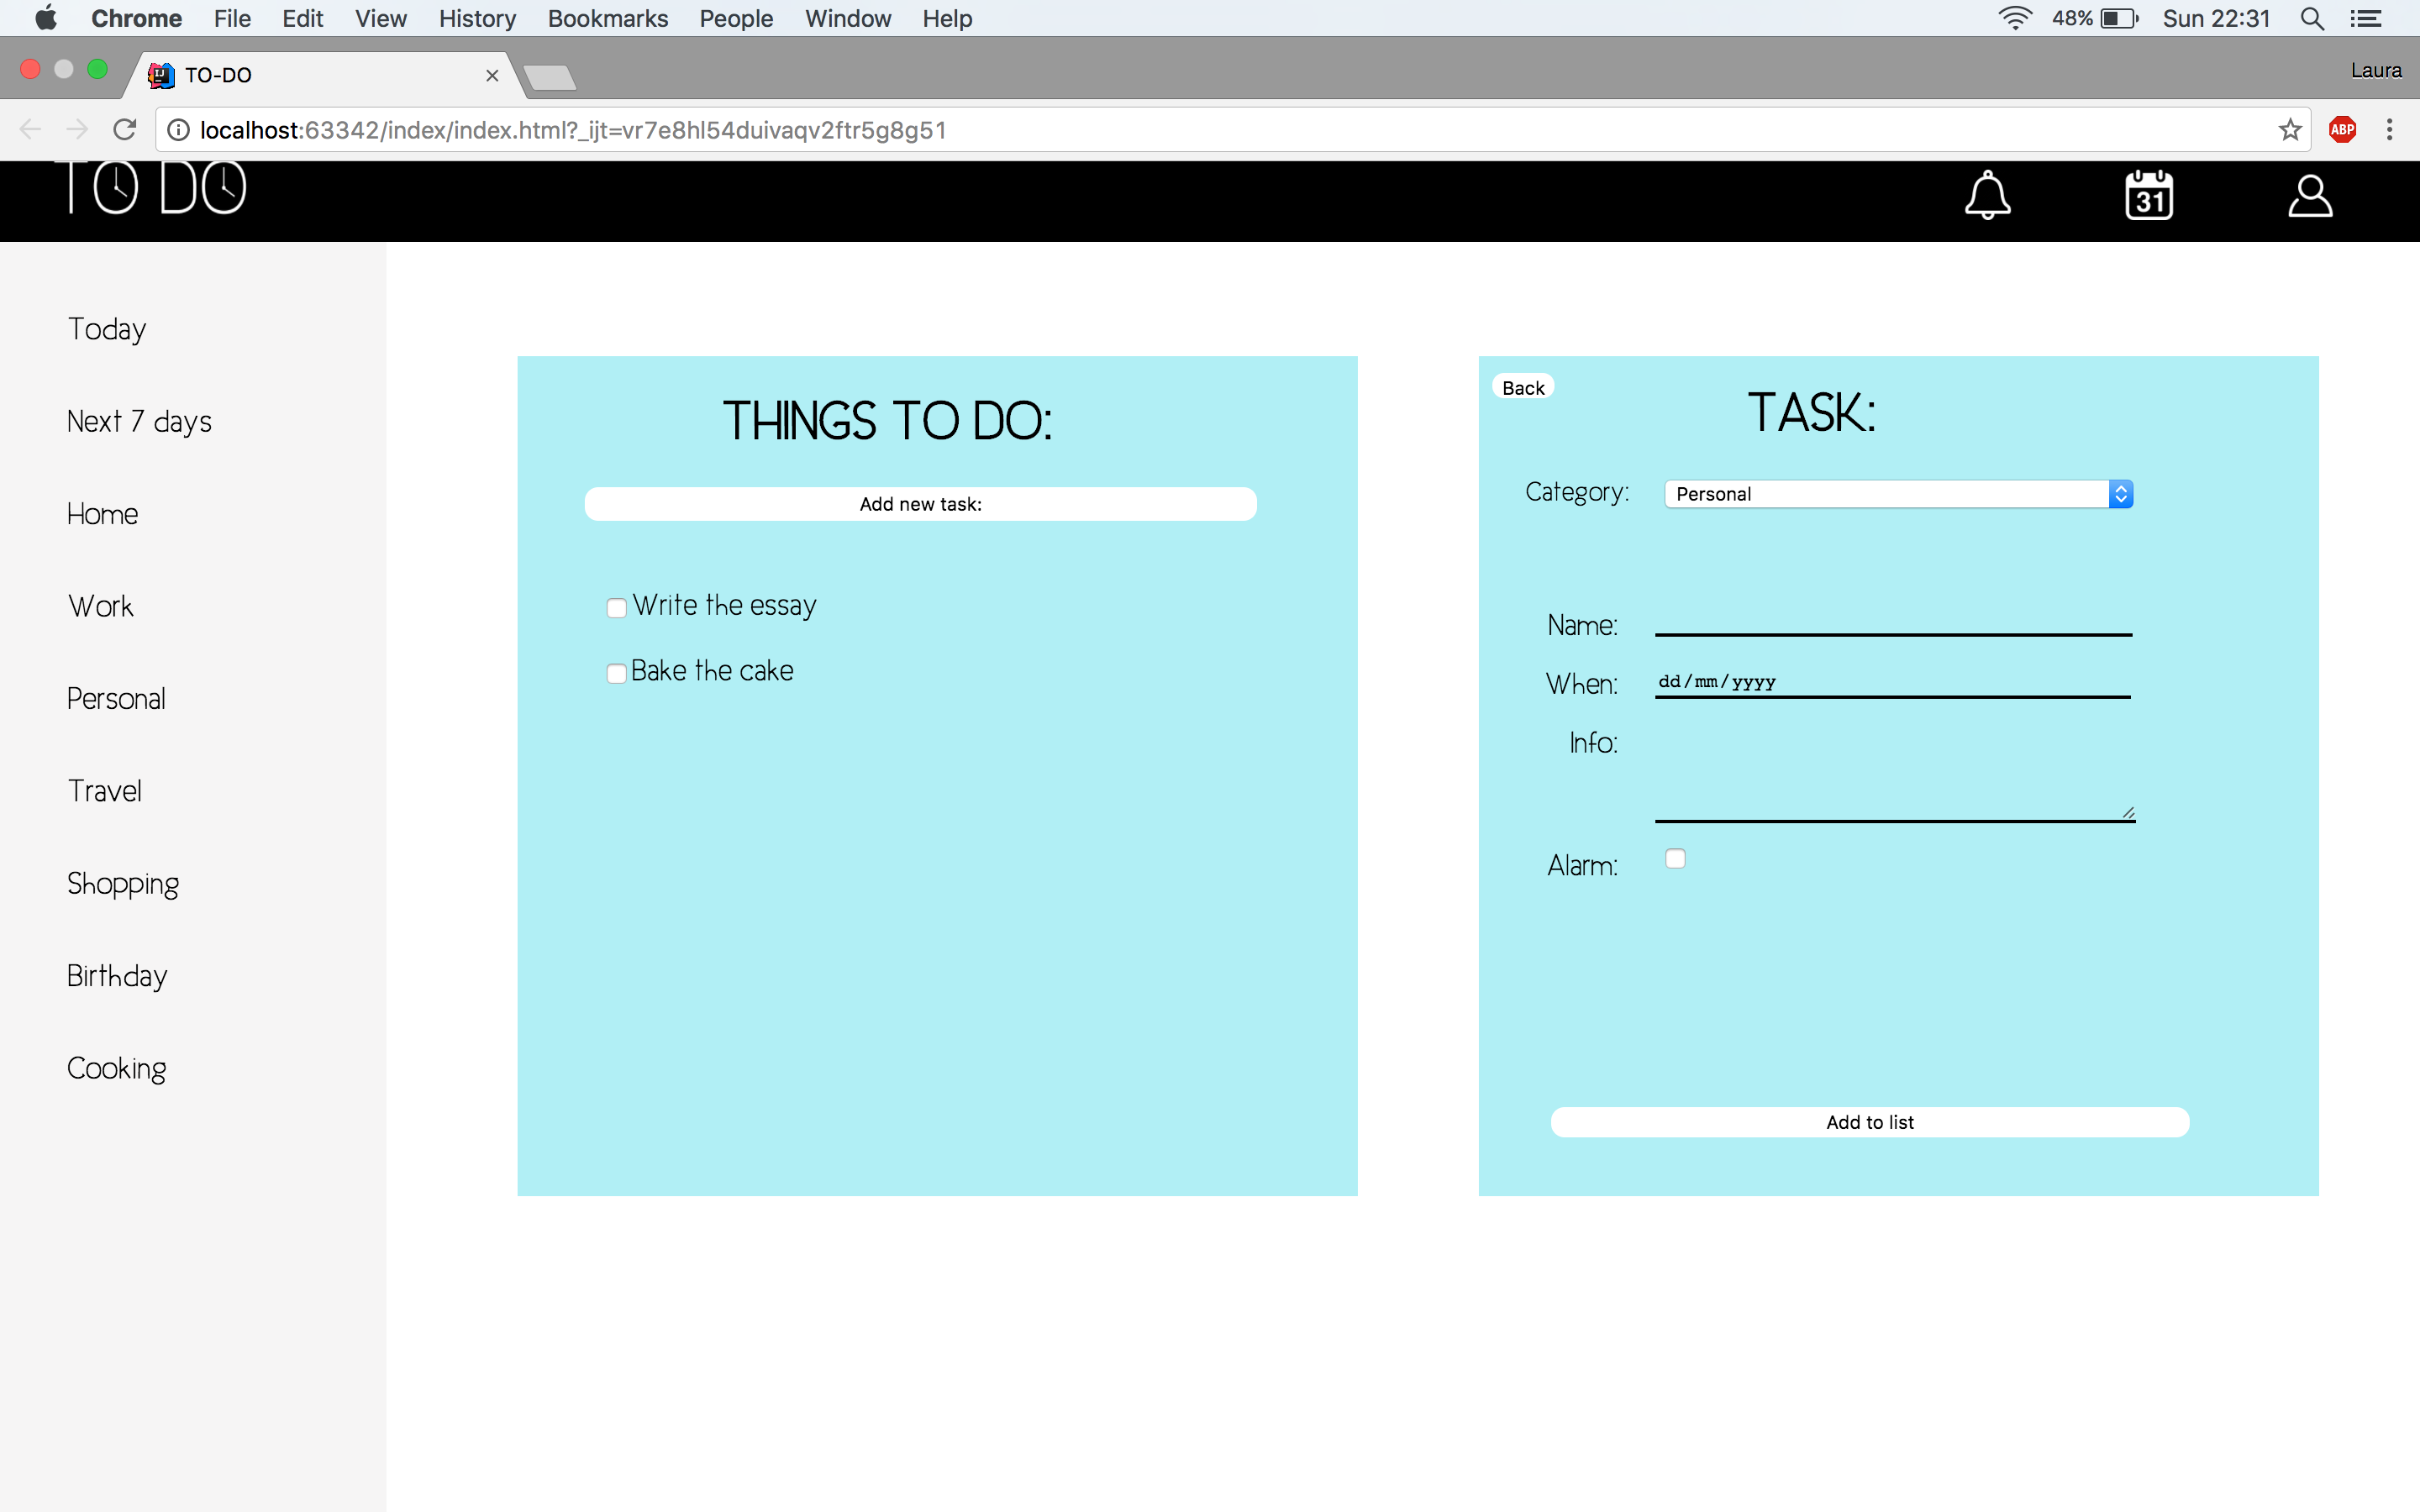 Chrome File Edit View History Bookmarks People Window Help 48% Sun 22:31
TO-DO
Laura
localhost:63342/index/index.html?_ijt=vr7e8hl54duivaqv2ftr5g8g51
ABP
TO DO
31
Today
Next 7 days
Home
Work
Personal
Travel
Shopping
Birthday
Cooking
THINGS TO DO:
Add new task:
Write the essay
Bake the cake
Back
TASK:
Category: Personal
Name:
When: dd/mm/yyyy
Info:
Alarm:
Add to list